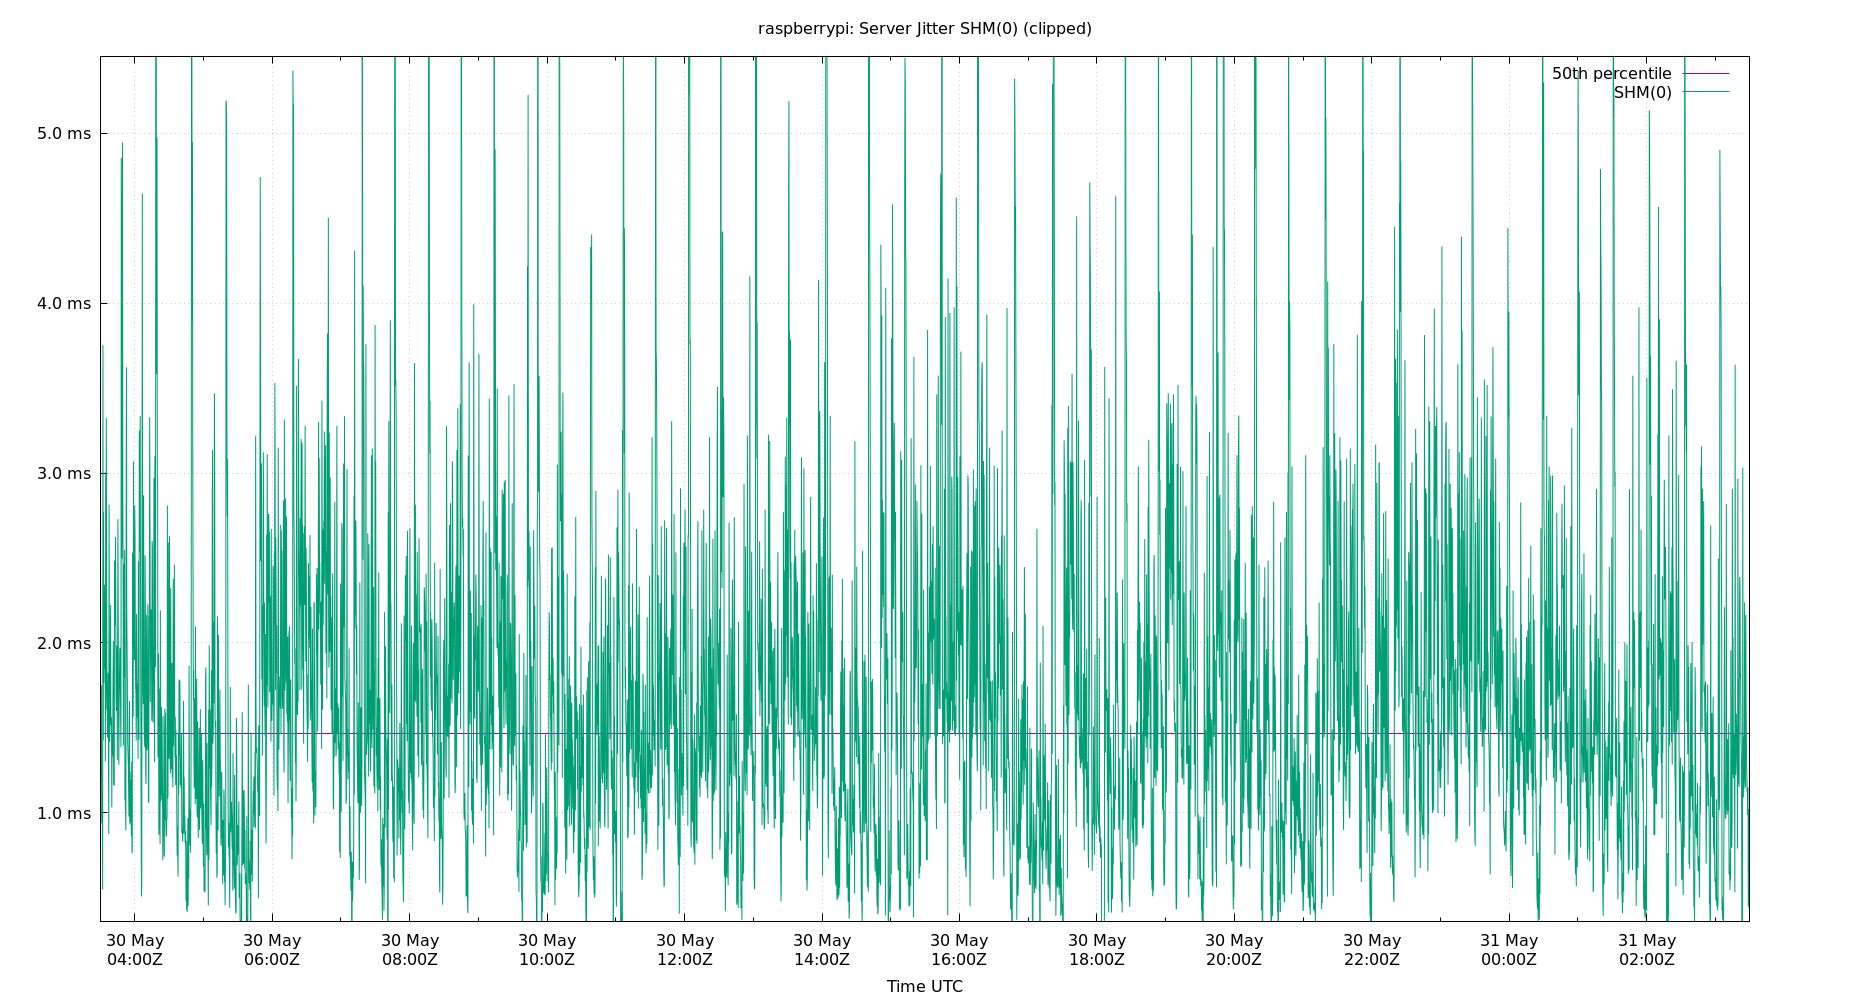 raspberrypi: Server Jitter SHM(0) (clipped)
50th percentile
SHM(0)
5.0 ms
4.0 ms
3.0 ms
2.0 ms
1.0 ms
30 May 30 May 30 May 30 May 30 May 30 May 30 May 30 May 30 May 30 May 31 May 31 May
04:00Z 06:00Z 08:00Z 10:00Z 12:00Z 14:00Z 16:00Z 18:00Z 20:00Z 22:00Z 00:00Z 02:00Z
Time UTC